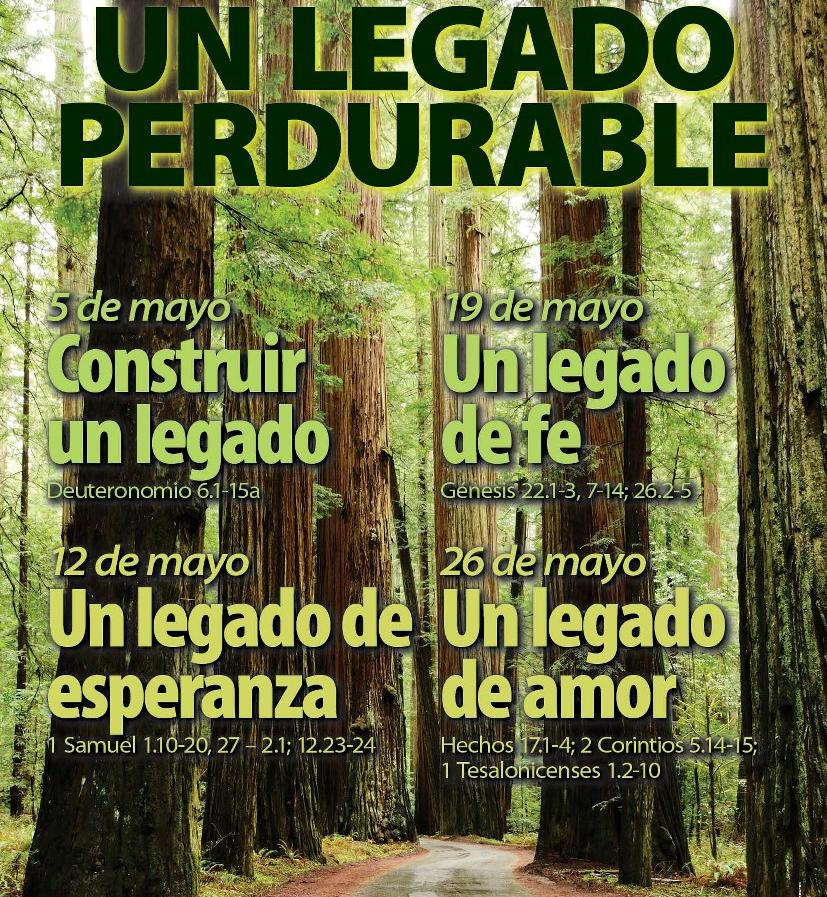 UN LEGADO
PERDURABLE
5 de mayo
Construir
un legado
Deuteronomio 6.1-15a
12 de mayo
Un legado de
esperanza
1 Samuel 1.10-20, 27 – 2.1; 12.23-24
19 de mayo
Un legado
de fe
Génesis 22.1-3, 7-14; 26.2-5
26 de mayo
Un legado
de amor
Hechos 17.1-4; 2 Corintios 5.14-15;
1 Tesalonicenses 1.2-10